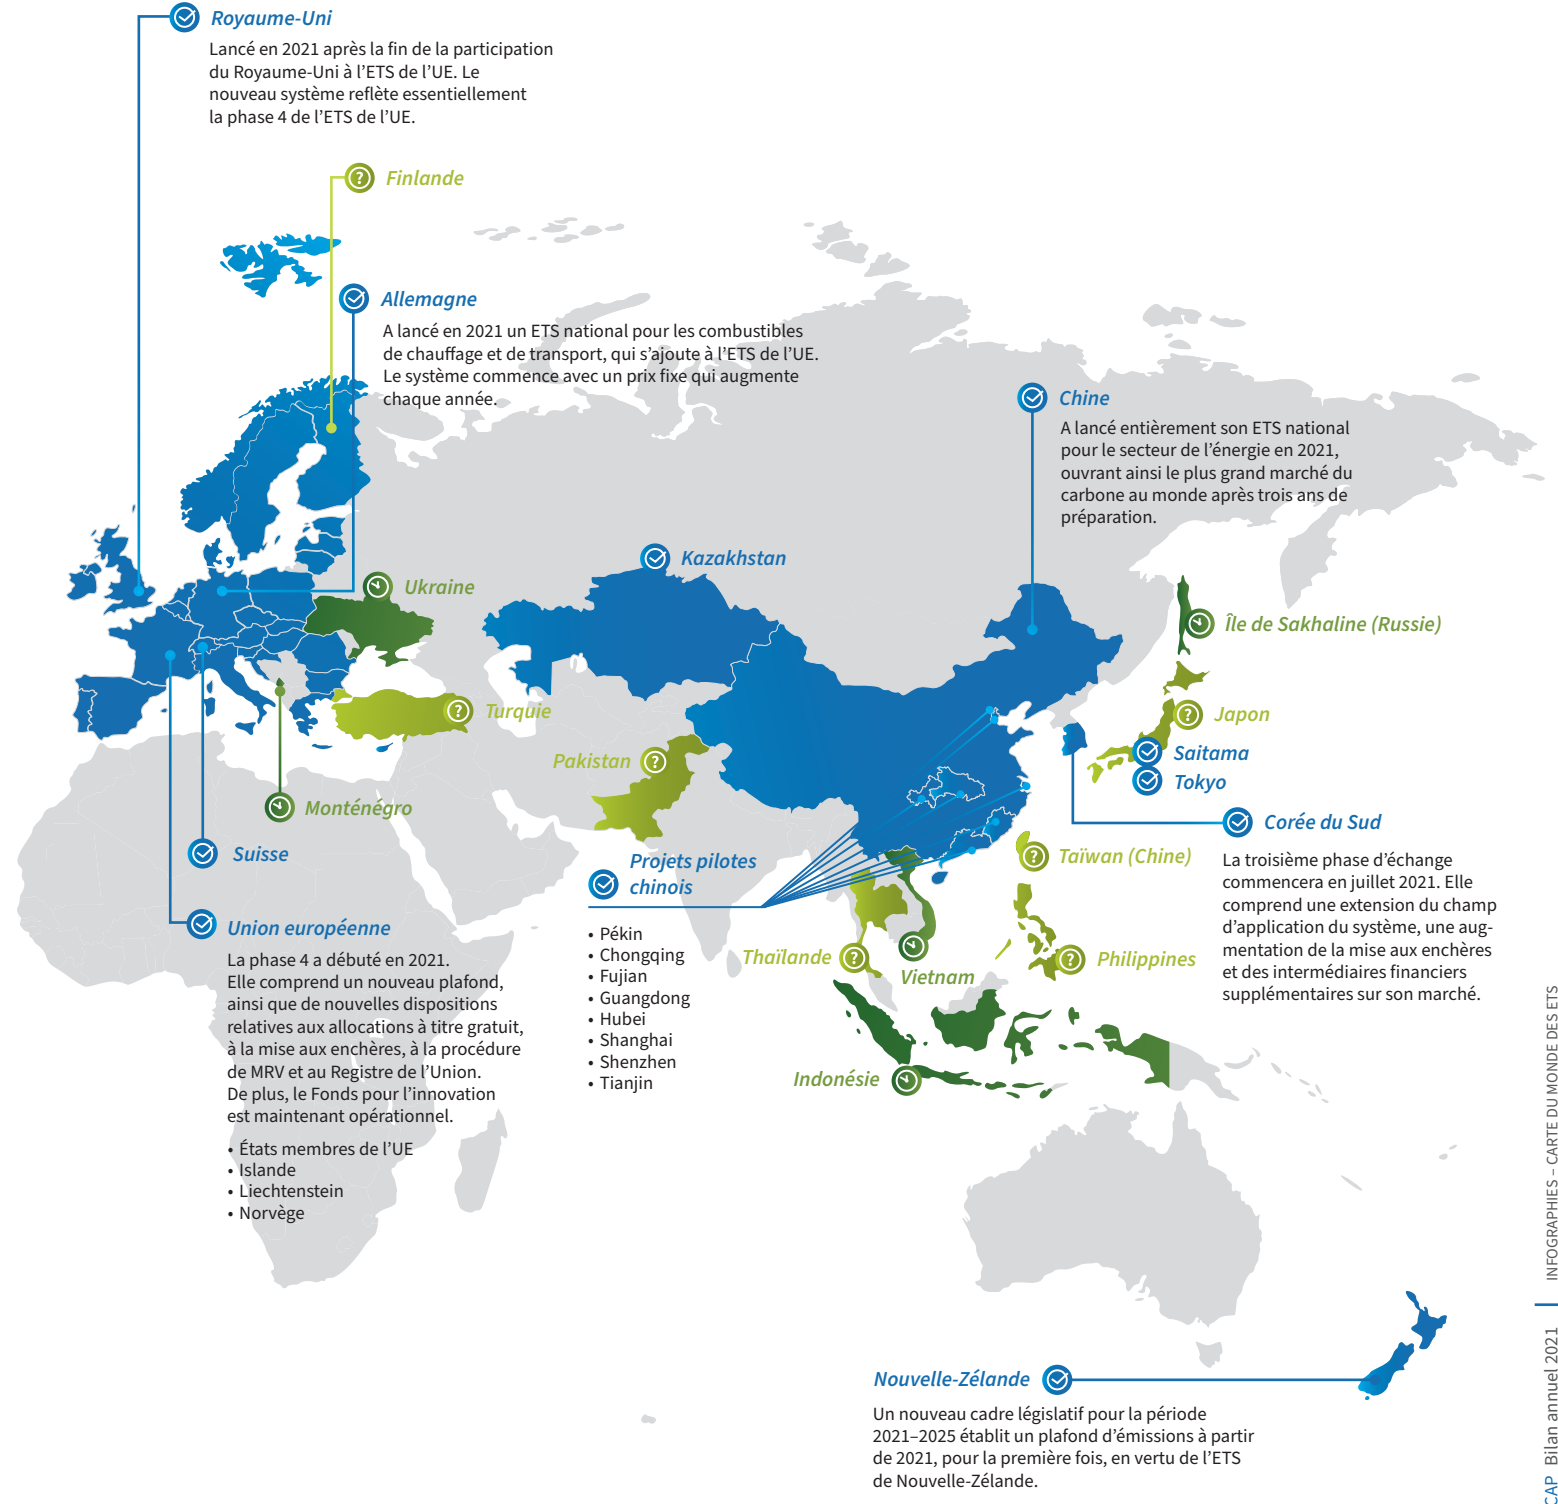 Royaume-Uni
Lancé en 2021 après la fin de la participation
du Royaume-Uni à l’ETS de l’UE. Le
nouveau système reflète essentiellement
la phase 4 de l’ETS de l’UE.
? Finlande
Allemagne
A lancé en 2021 un ETS national pour les combustibles
de chauffage et de transport, qui s’ajoute à l’ETS de l’UE.
Le système commence avec un prix fixe qui augmente
chaque année.
Chine
A lancé entièrement son ETS national
pour le secteur de l’énergie en 2021,
ouvrant ainsi le plus grand marché du
carbone au monde après trois ans de
préparation.
Kazakhstan
Ukraine
Île de Sakhaline (Russie)
? Turquie
? Japon
Pakistan ?
Saitama
Tokyo
Monténégro
Corée du Sud
La troisième phase d’échange
commencera en juillet 2021. Elle
comprend une extension du champ
d’application du système, une aug-
mentation de la mise aux enchères
et des intermédiaires financiers
supplémentaires sur son marché.
Suisse
? Taïwan (Chine)
Projets pilotes
chinois
• Pékin
• Chongqing
• Fujian
• Guangdong
• Hubei
• Shanghai
• Shenzhen
• Tianjin
Union européenne
La phase 4 a débuté en 2021.
Elle comprend un nouveau plafond,
ainsi que de nouvelles dispositions
relatives aux allocations à titre gratuit,
à la mise aux enchères, à la procédure
de MRV et au Registre de l’Union.
De plus, le Fonds pour l’innovation
est maintenant opérationnel.
• États membres de l’UE
• Islande
• Liechtenstein
• Norvège
Thaïlande ?
Vietnam
? Philippines
Indonésie
Nouvelle-Zélande
Un nouveau cadre législatif pour la période
2021–2025 établit un plafond d’émissions à partir
de 2021, pour la première fois, en vertu de l’ETS
de Nouvelle-Zélande.
CAP Bilan annuel 2021 | INFOGRAPHIES – CARTE DU MONDE DES ETS